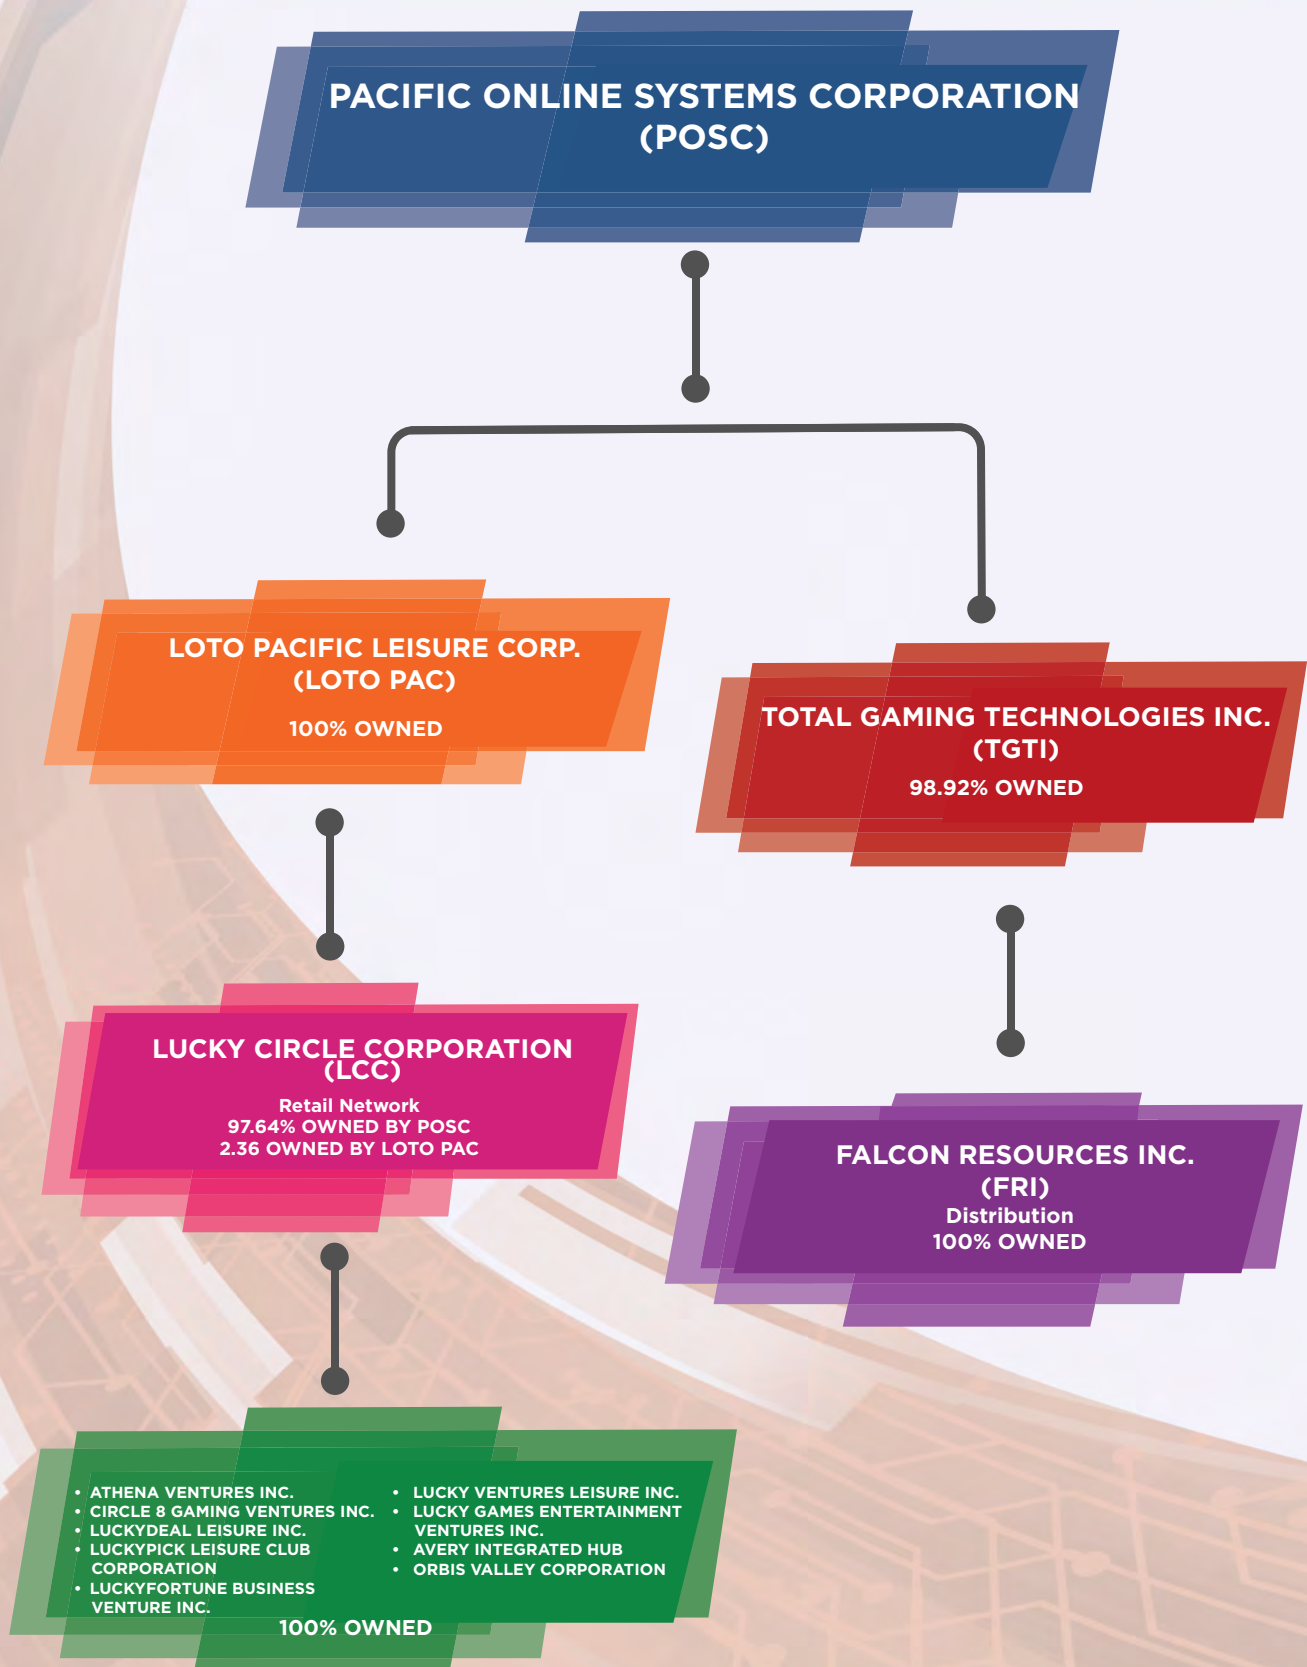 PACIFIC ONLINE SYSTEMS CORPORATION
(POSC)
LOTO PACIFIC LEISURE CORP.
(LOTO PAC)
100% OWNED
TOTAL GAMING TECHNOLOGIES INC.
(TGTI)
98.92% OWNED
LUCKY CIRCLE CORPORATION
(LCC)
Retail Network
97.64% OWNED BY POSC
2.36 OWNED BY LOTO PAC
FALCON RESOURCES INC.
(FRI)
Distribution
100% OWNED
• ATHENA VENTURES INC.
• CIRCLE 8 GAMING VENTURES INC.
• LUCKYDEAL LEISURE INC.
• LUCKYPICK LEISURE CLUB
CORPORATION
• LUCKYFORTUNE BUSINESS
VENTURE INC.
• LUCKY VENTURES LEISURE INC.
• LUCKY GAMES ENTERTAINMENT
VENTURES INC.
• AVERY INTEGRATED HUB
• ORBIS VALLEY CORPORATION
100% OWNED